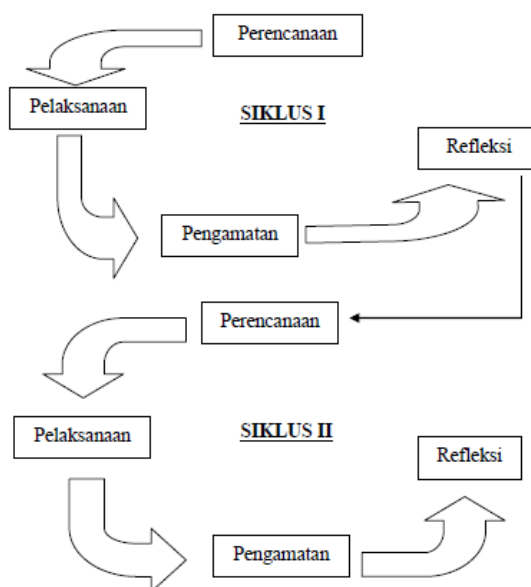 Perencanaan
Pelaksanaan
SIKLUS I
Refleksi
Pengamatan
Perencanaan
Pelaksanaan
SIKLUS II
Refleksi
Pengamatan